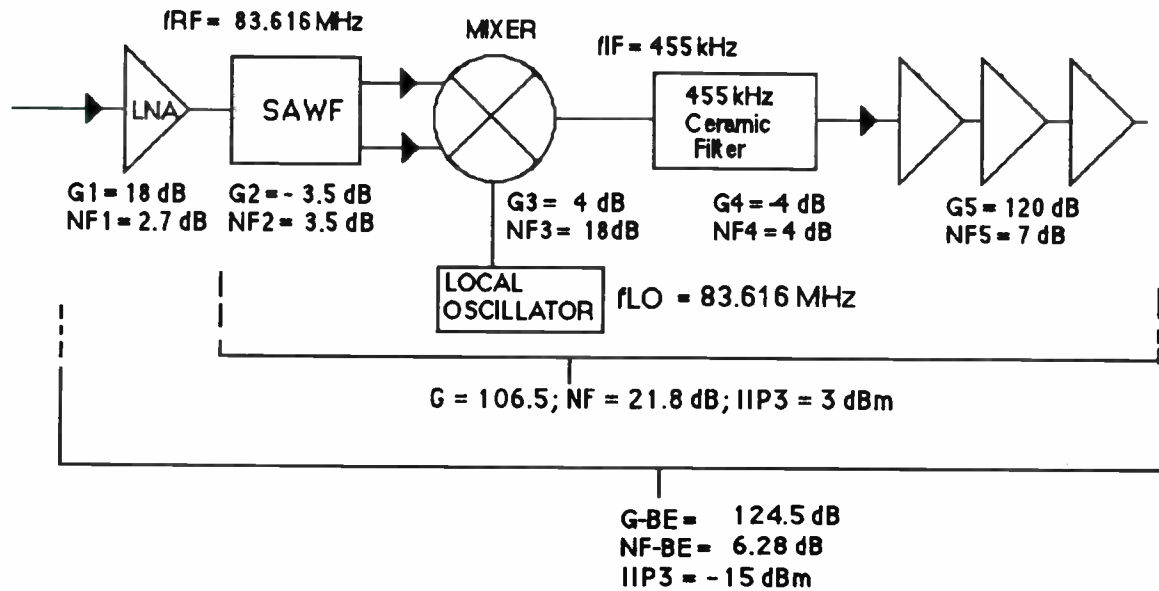 fRF = 83.616 MHz
MIXER
fIF = 455 kHz
LNA
SAWF
455 kHz
Ceramic
Filter
G1 = 18 dB
NF1 = 2.7 dB
G2 = - 3.5 dB
NF2 = 3.5 dB
G3 = 4 dB
NF3 = 18dB
G4 = -4 dB
NF4 = 4 dB
G5 = 120 dB
NF5 = 7 dB
LOCAL
OSCILLATOR
fLO = 83.616 MHz
G = 106.5; NF = 21.8 dB; IIP3 = 3 dBm
G-BE = 124.5 dB
NF-BE = 6.28 dB
IIP3 = - 15 dBm